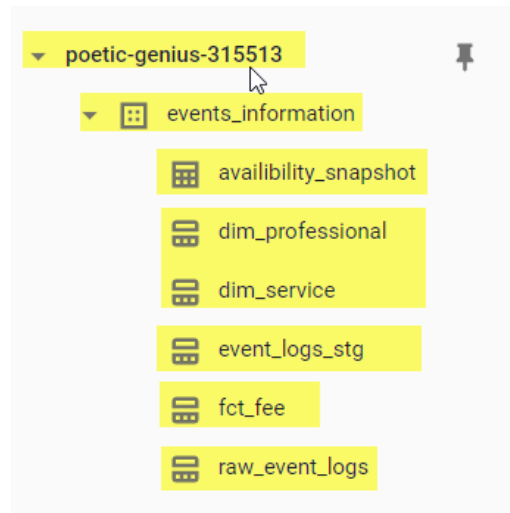 poetic-genius-315513
events_information
availibility_snapshot
dim_professional
dim_service
event_logs_stg
fct_fee
raw_event_logs